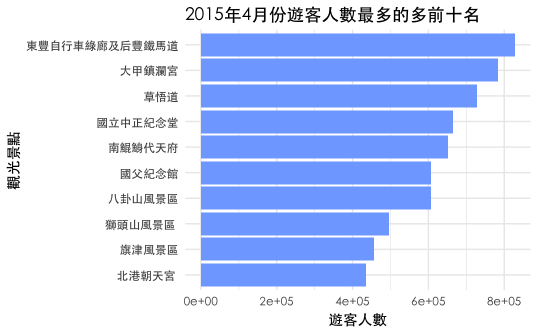 2015年4月份遊客人數最多的多前十名
觀光景點
東豐自行車綠廊及后豐鐵馬道
大甲鎮瀾宮
草悟道
國立中正紀念堂
南鯤鯓代天府
國父紀念館
八卦山風景區
獅頭山風景區
旗津風景區
北港朝天宮
0e+00 2e+05 4e+05 6e+05 8e+05
遊客人數